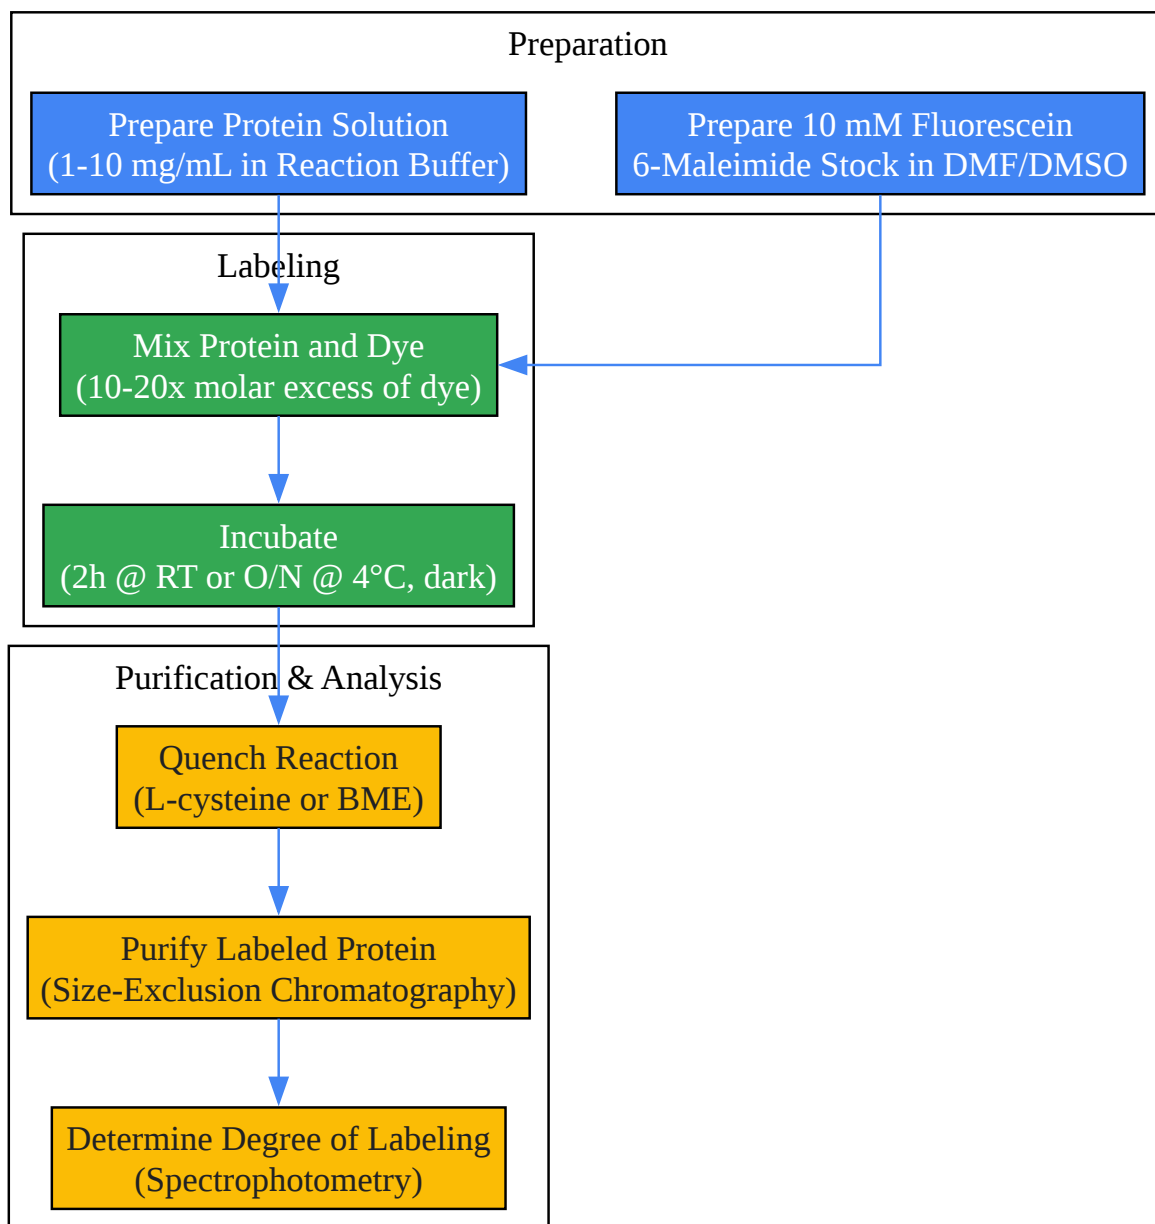 Preparation
Prepare Protein Solution
(1-10 mg/mL in Reaction Buffer)
Prepare 10 mM Fluorescein
6-Maleimide Stock in DMF/DMSO
Labeling
Mix Protein and Dye
(10-20x molar excess of dye)
Incubate
(2h @ RT or O/N @ 4°C, dark)
Purification & Analysis
Quench Reaction
(L-cysteine or BME)
Purify Labeled Protein
(Size-Exclusion Chromatography)
Determine Degree of Labeling
(Spectrophotometry)